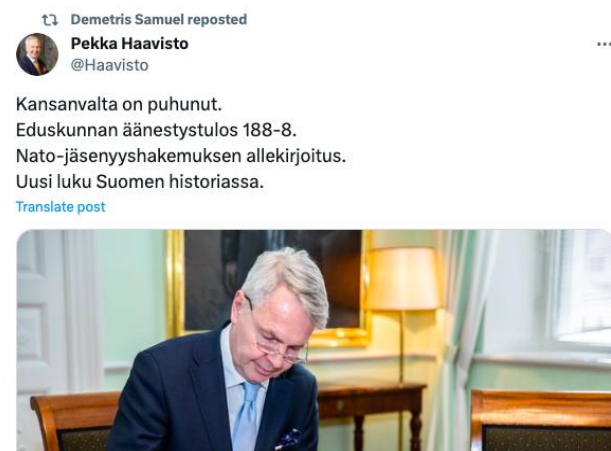 Demetris Samuel reposted
Pekka Haavisto
@Haavisto
Kansanvalta on puhunut.
Eduskunnan äänestystulos 188-8.
Nato-jäsenyyshakemuksen allekirjoitus.
Uusi luku Suomen historiassa.
Translate post